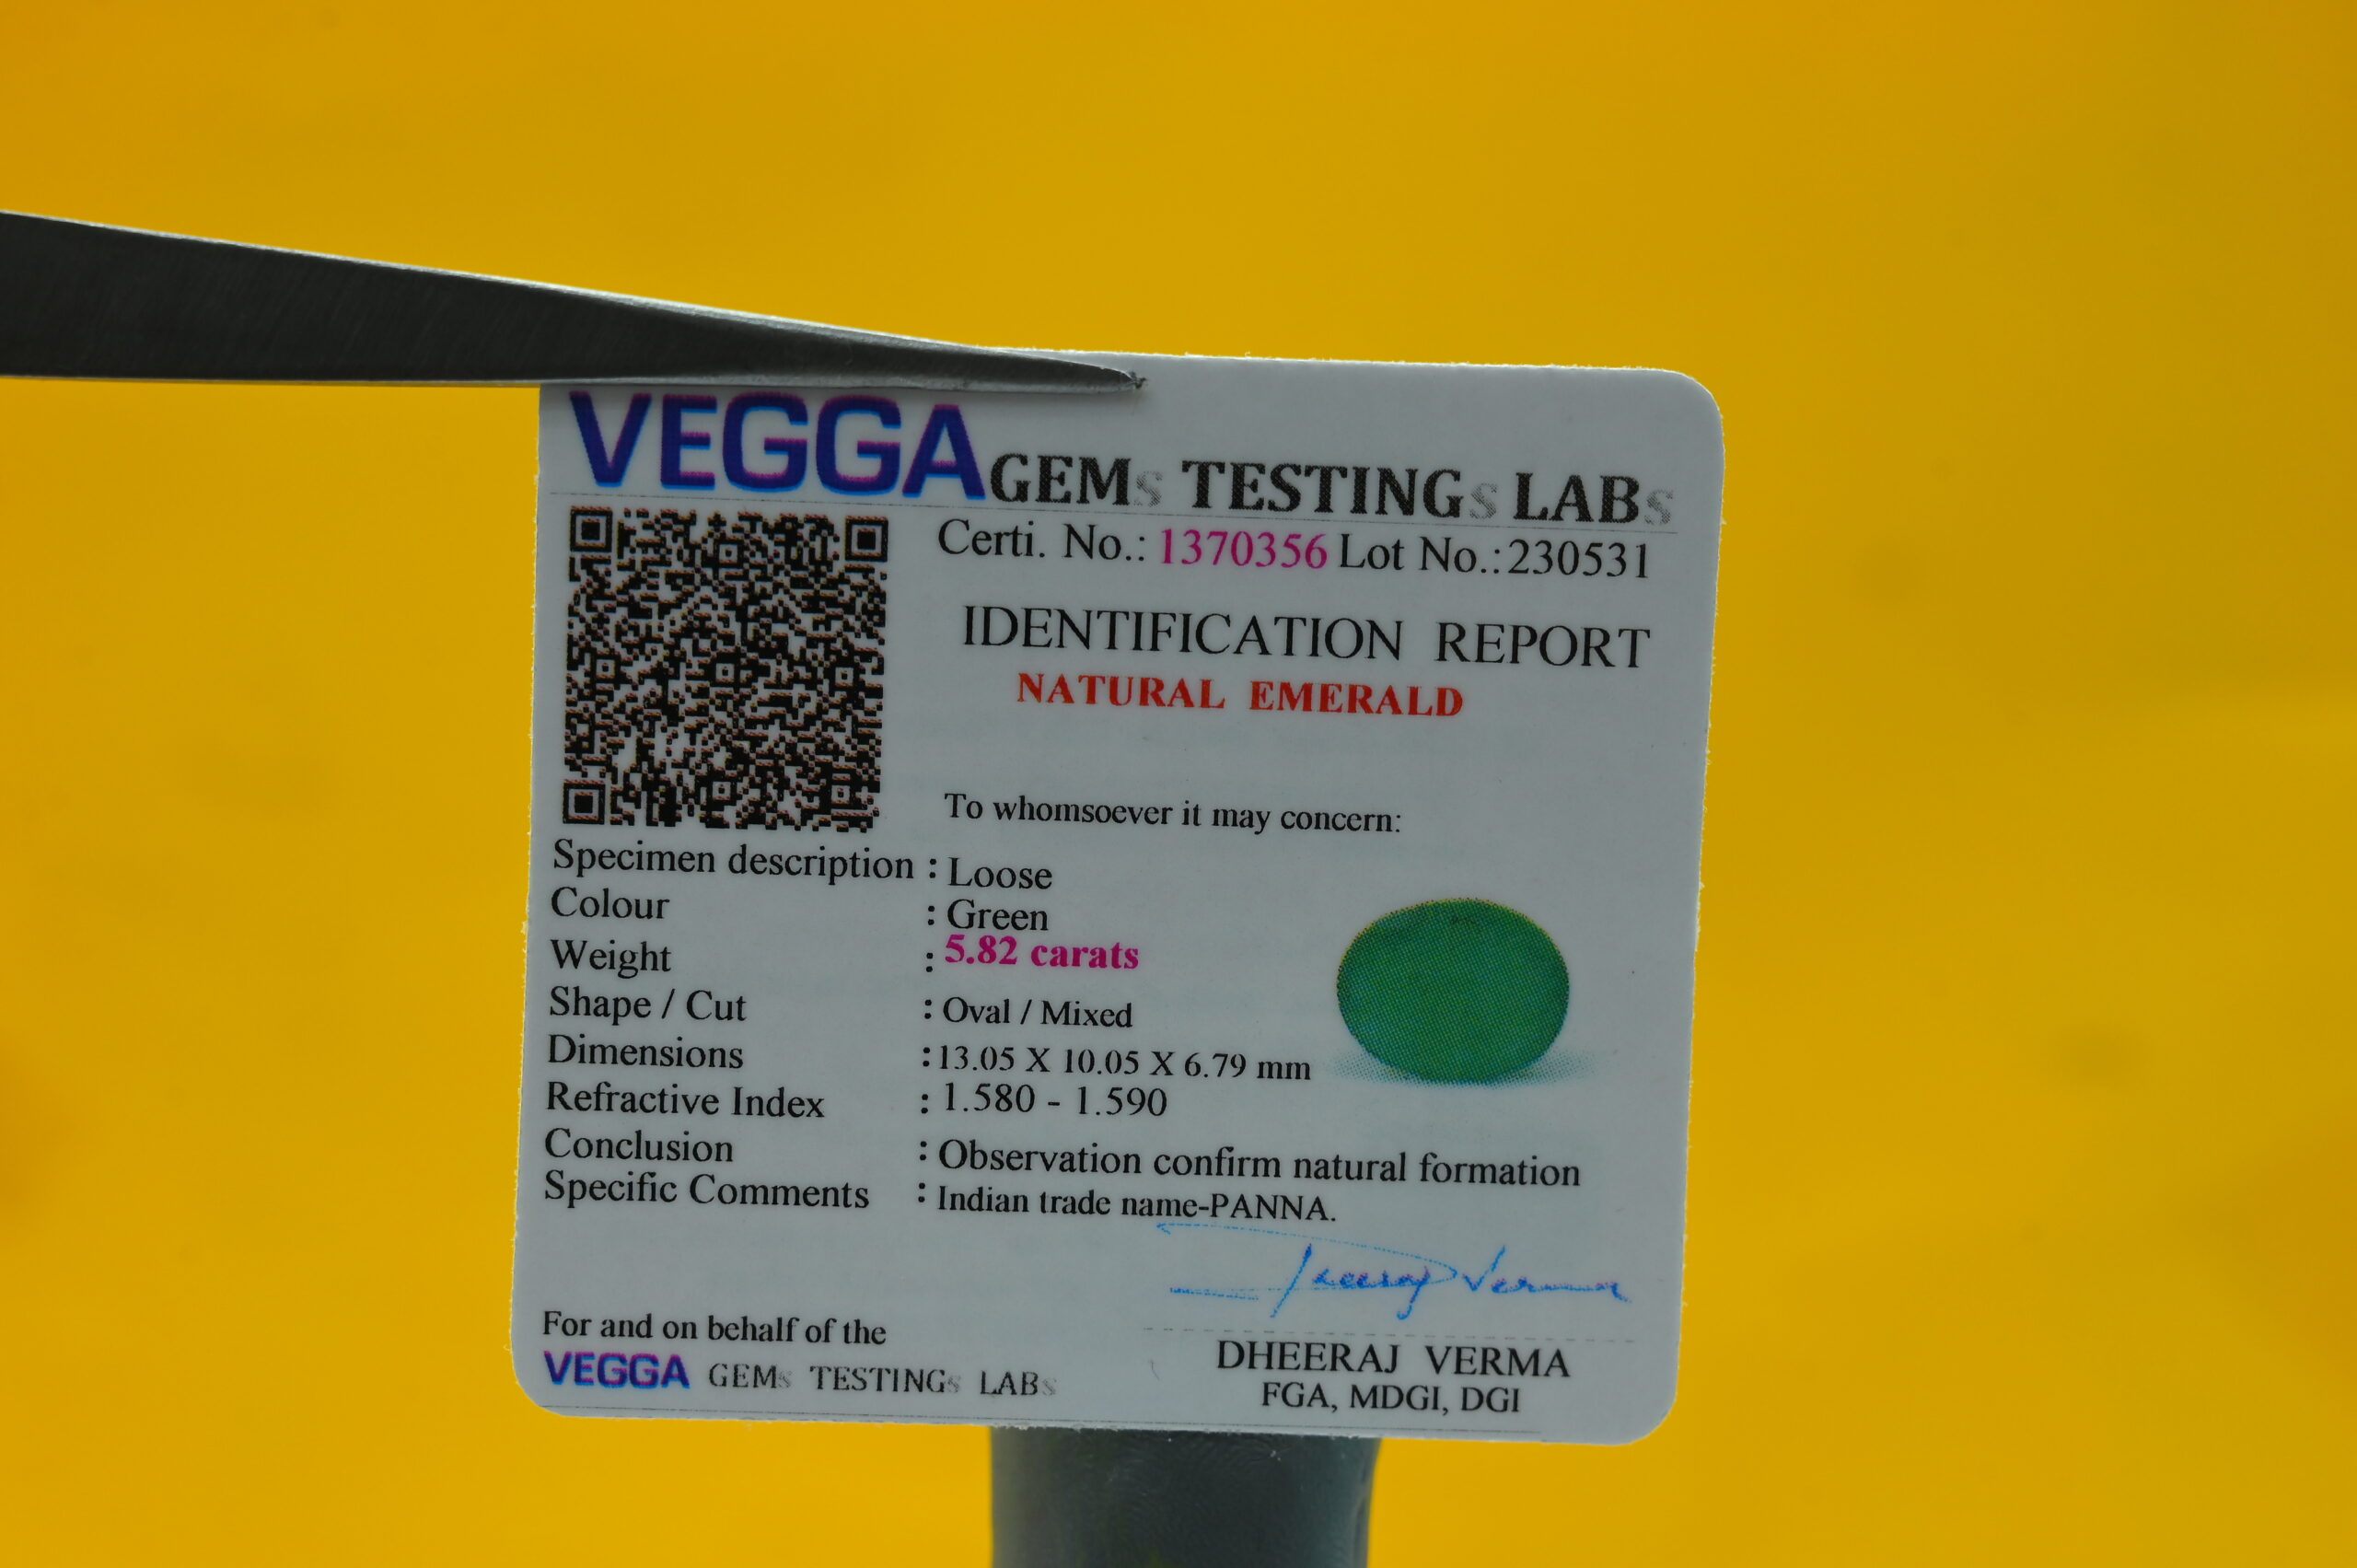 VEGGA GEMs TESTINGs LABs
Certi. No.: 1370356 Lot No.:230531
IDENTIFICATION REPORT
NATURAL EMERALD
To whomsoever it may concern:
Specimen description : Loose
Colour : Green
Weight : 5.82 carats
Shape / Cut : Oval / Mixed
Dimensions :13.05 X 10.05 X 6.79 mm
Refractive Index : 1.580 - 1.590
Conclusion : Observation confirm natural formation
Specific Comments : Indian trade name-PANNA.
Dheeraj Verma
For and on behalf of the
VEGGA GEMs TESTINGs LABs
DHEERAJ VERMA
FGA, MDGI, DGI